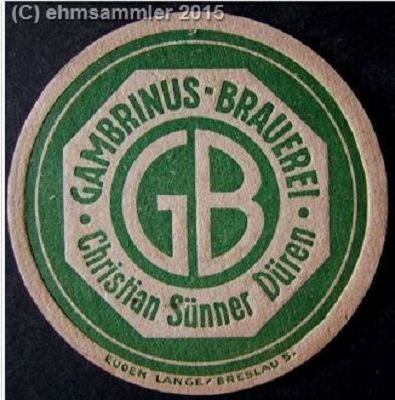 (C) ehmsammler 2015
GAMBRINUS-BRAUEREI
GB
• Christian Sünner Düren •
EUGEN LANGE/BRESLAU 5.